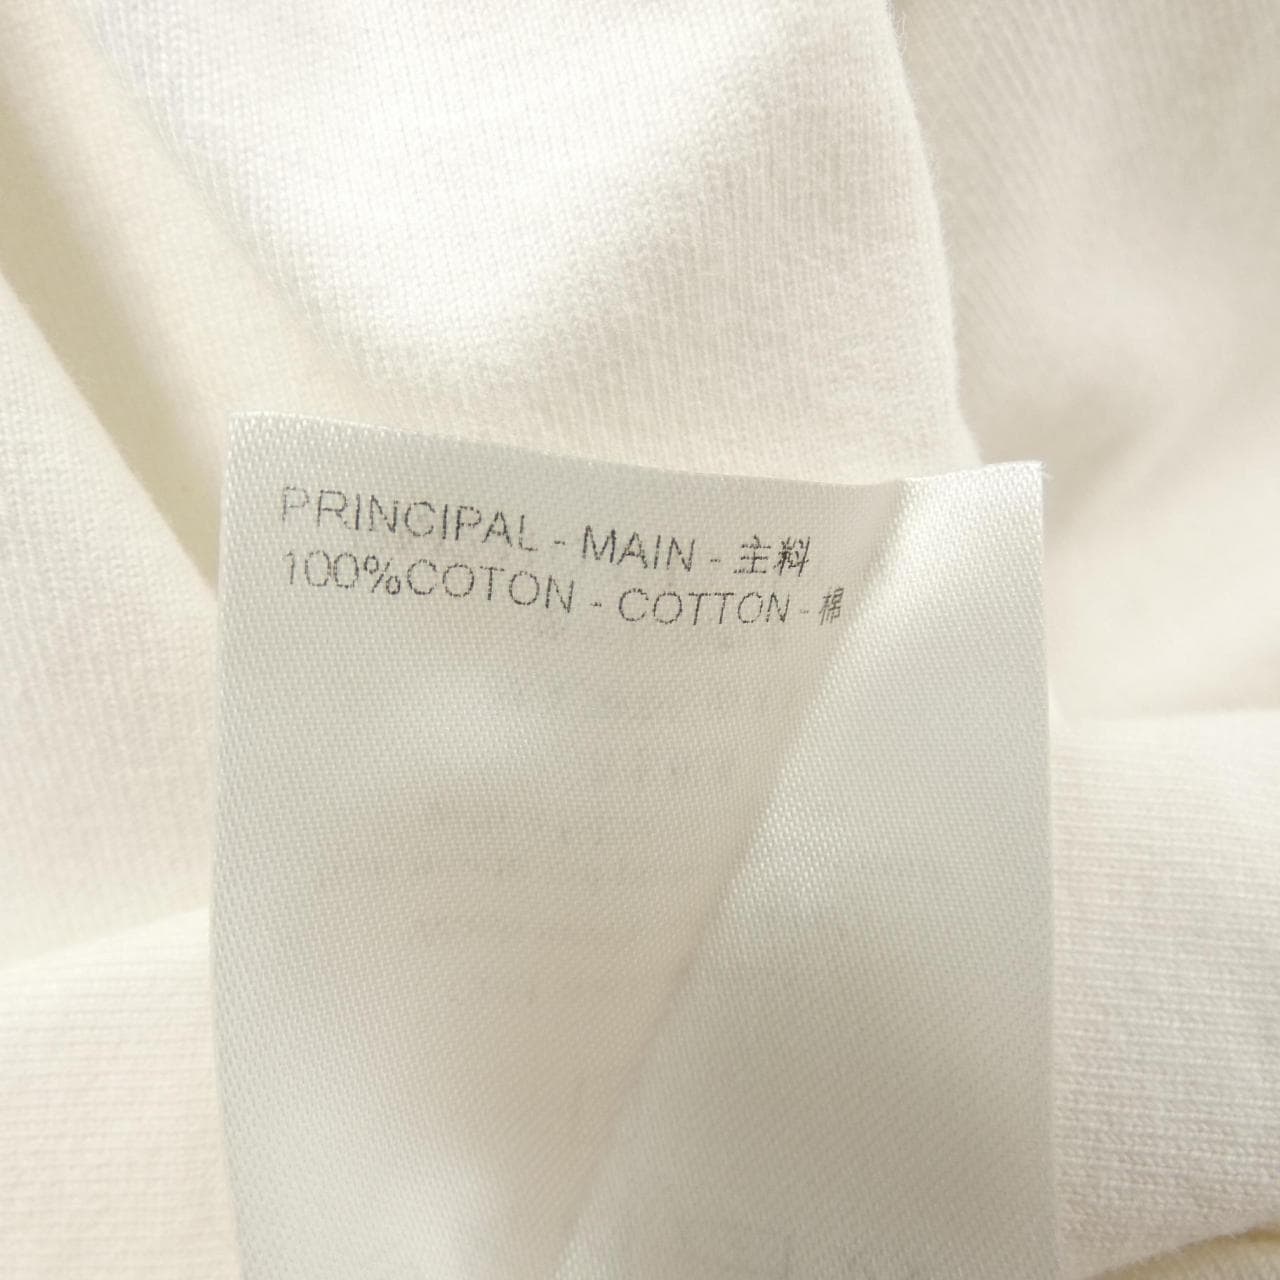 PRINCIPAL - MAIN - 主料
100%COTON - COTTON - 棉